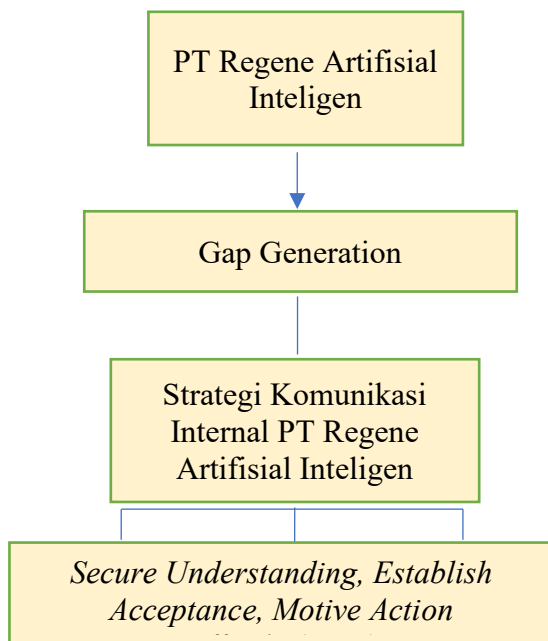 PT Regene Artifisial
Inteligen
Gap Generation
Strategi Komunikasi
Internal PT Regene
Artifisial Inteligen
Secure Understanding, Establish
Acceptance, Motive Action